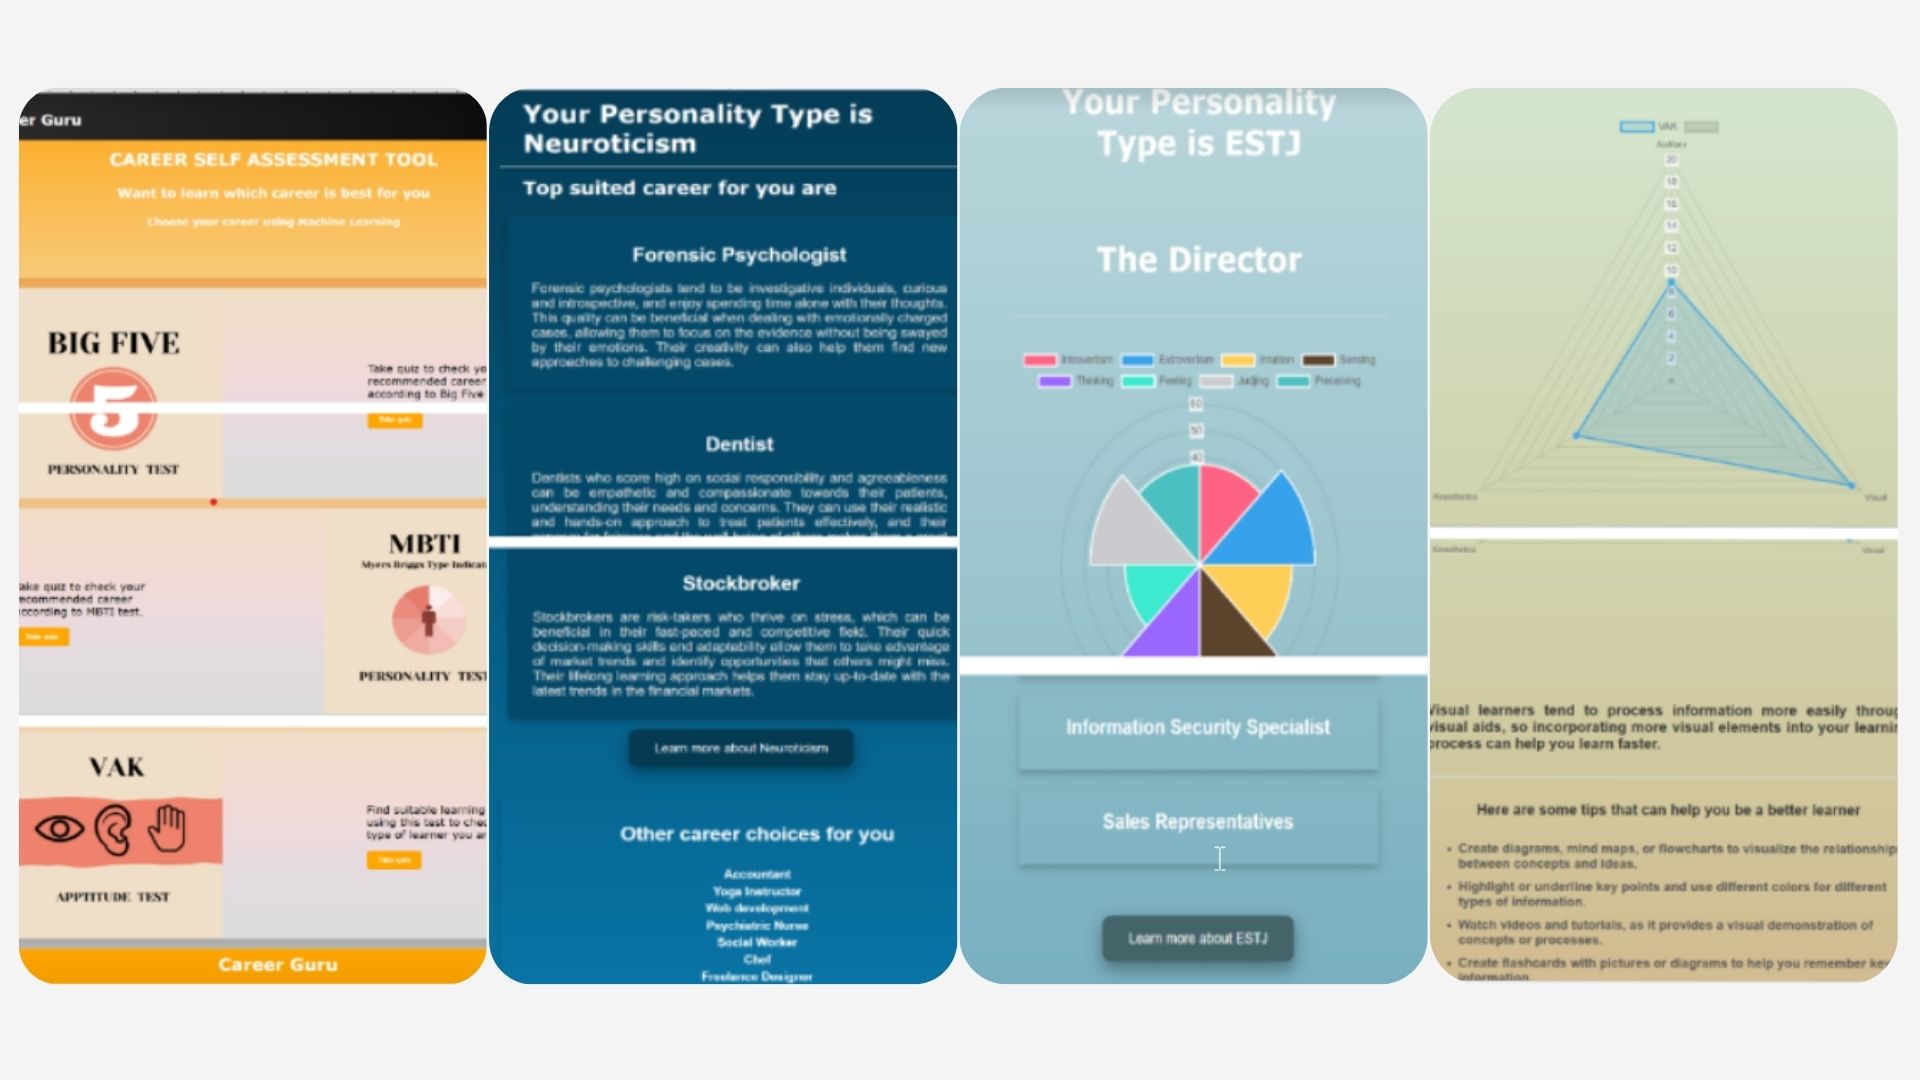 er Guru
CAREER SELF ASSESSMENT TOOL
Want to learn which career is best for you
Choose your career using Machine Learning
BIG FIVE
5
PERSONALITY TEST
Take quiz to check yo
recommended career
according to Big Five
Take quiz
MBTI
Myers Briggs Type Indicat
PERSONALITY TEST
ake quiz to check your
ecommended career
ccording to MBTI test.
Take quiz
VAK
APPTITUDE TEST
Find suitable learning
using this test to chec
type of learner you ar
Take quiz
Career Guru
Your Personality Type is
Neuroticism
Top suited career for you are
Forensic Psychologist
Forensic psychologists tend to be investigative individuals, curious
and introspective, and enjoy spending time alone with their thoughts.
This quality can be beneficial when dealing with emotionally charged
cases, allowing them to focus on the evidence without being swayed
by their emotions. Their creativity can also help them find new
approaches to challenging cases.
Dentist
Dentists who score high on social responsibility and agreeableness
can be empathetic and compassionate towards their patients,
understanding their needs and concerns. They can use their realistic
and hands-on approach to treat patients effectively, and their
Stockbroker
Stockbrokers are risk-takers who thrive on stress, which can be
beneficial in their fast-paced and competitive field. Their quick
decision-making skills and adaptability allow them to take advantage
of market trends and identify opportunities that others might miss.
Their lifelong learning approach helps them stay up-to-date with the
latest trends in the financial markets.
Learn more about Neuroticism
Other career choices for you
Accountant
Yoga Instructor
Web development
Psychiatric Nurse
Social Worker
Chef
Freelance Designer
Your Personality
Type is ESTJ
The Director
Introvertism Extrovertism Intuition Sensing
Thinking Feeling Judjing Preceiving
60
50
40
Information Security Specialist
Sales Representatives
Learn more about ESTJ
VAK
Auditory
20
18
16
14
12
10
8
6
4
2
Kinesthetics Visual
Kinesthetics Visual
Visual learners tend to process information more easily throug
visual aids, so incorporating more visual elements into your learnin
process can help you learn faster.
Here are some tips that can help you be a better learner
• Create diagrams, mind maps, or flowcharts to visualize the relationship
between concepts and ideas.
• Highlight or underline key points and use different colors for different
types of information.
• Watch videos and tutorials, as it provides a visual demonstration of
concepts or processes.
• Create flashcards with pictures or diagrams to help you remember key
information.